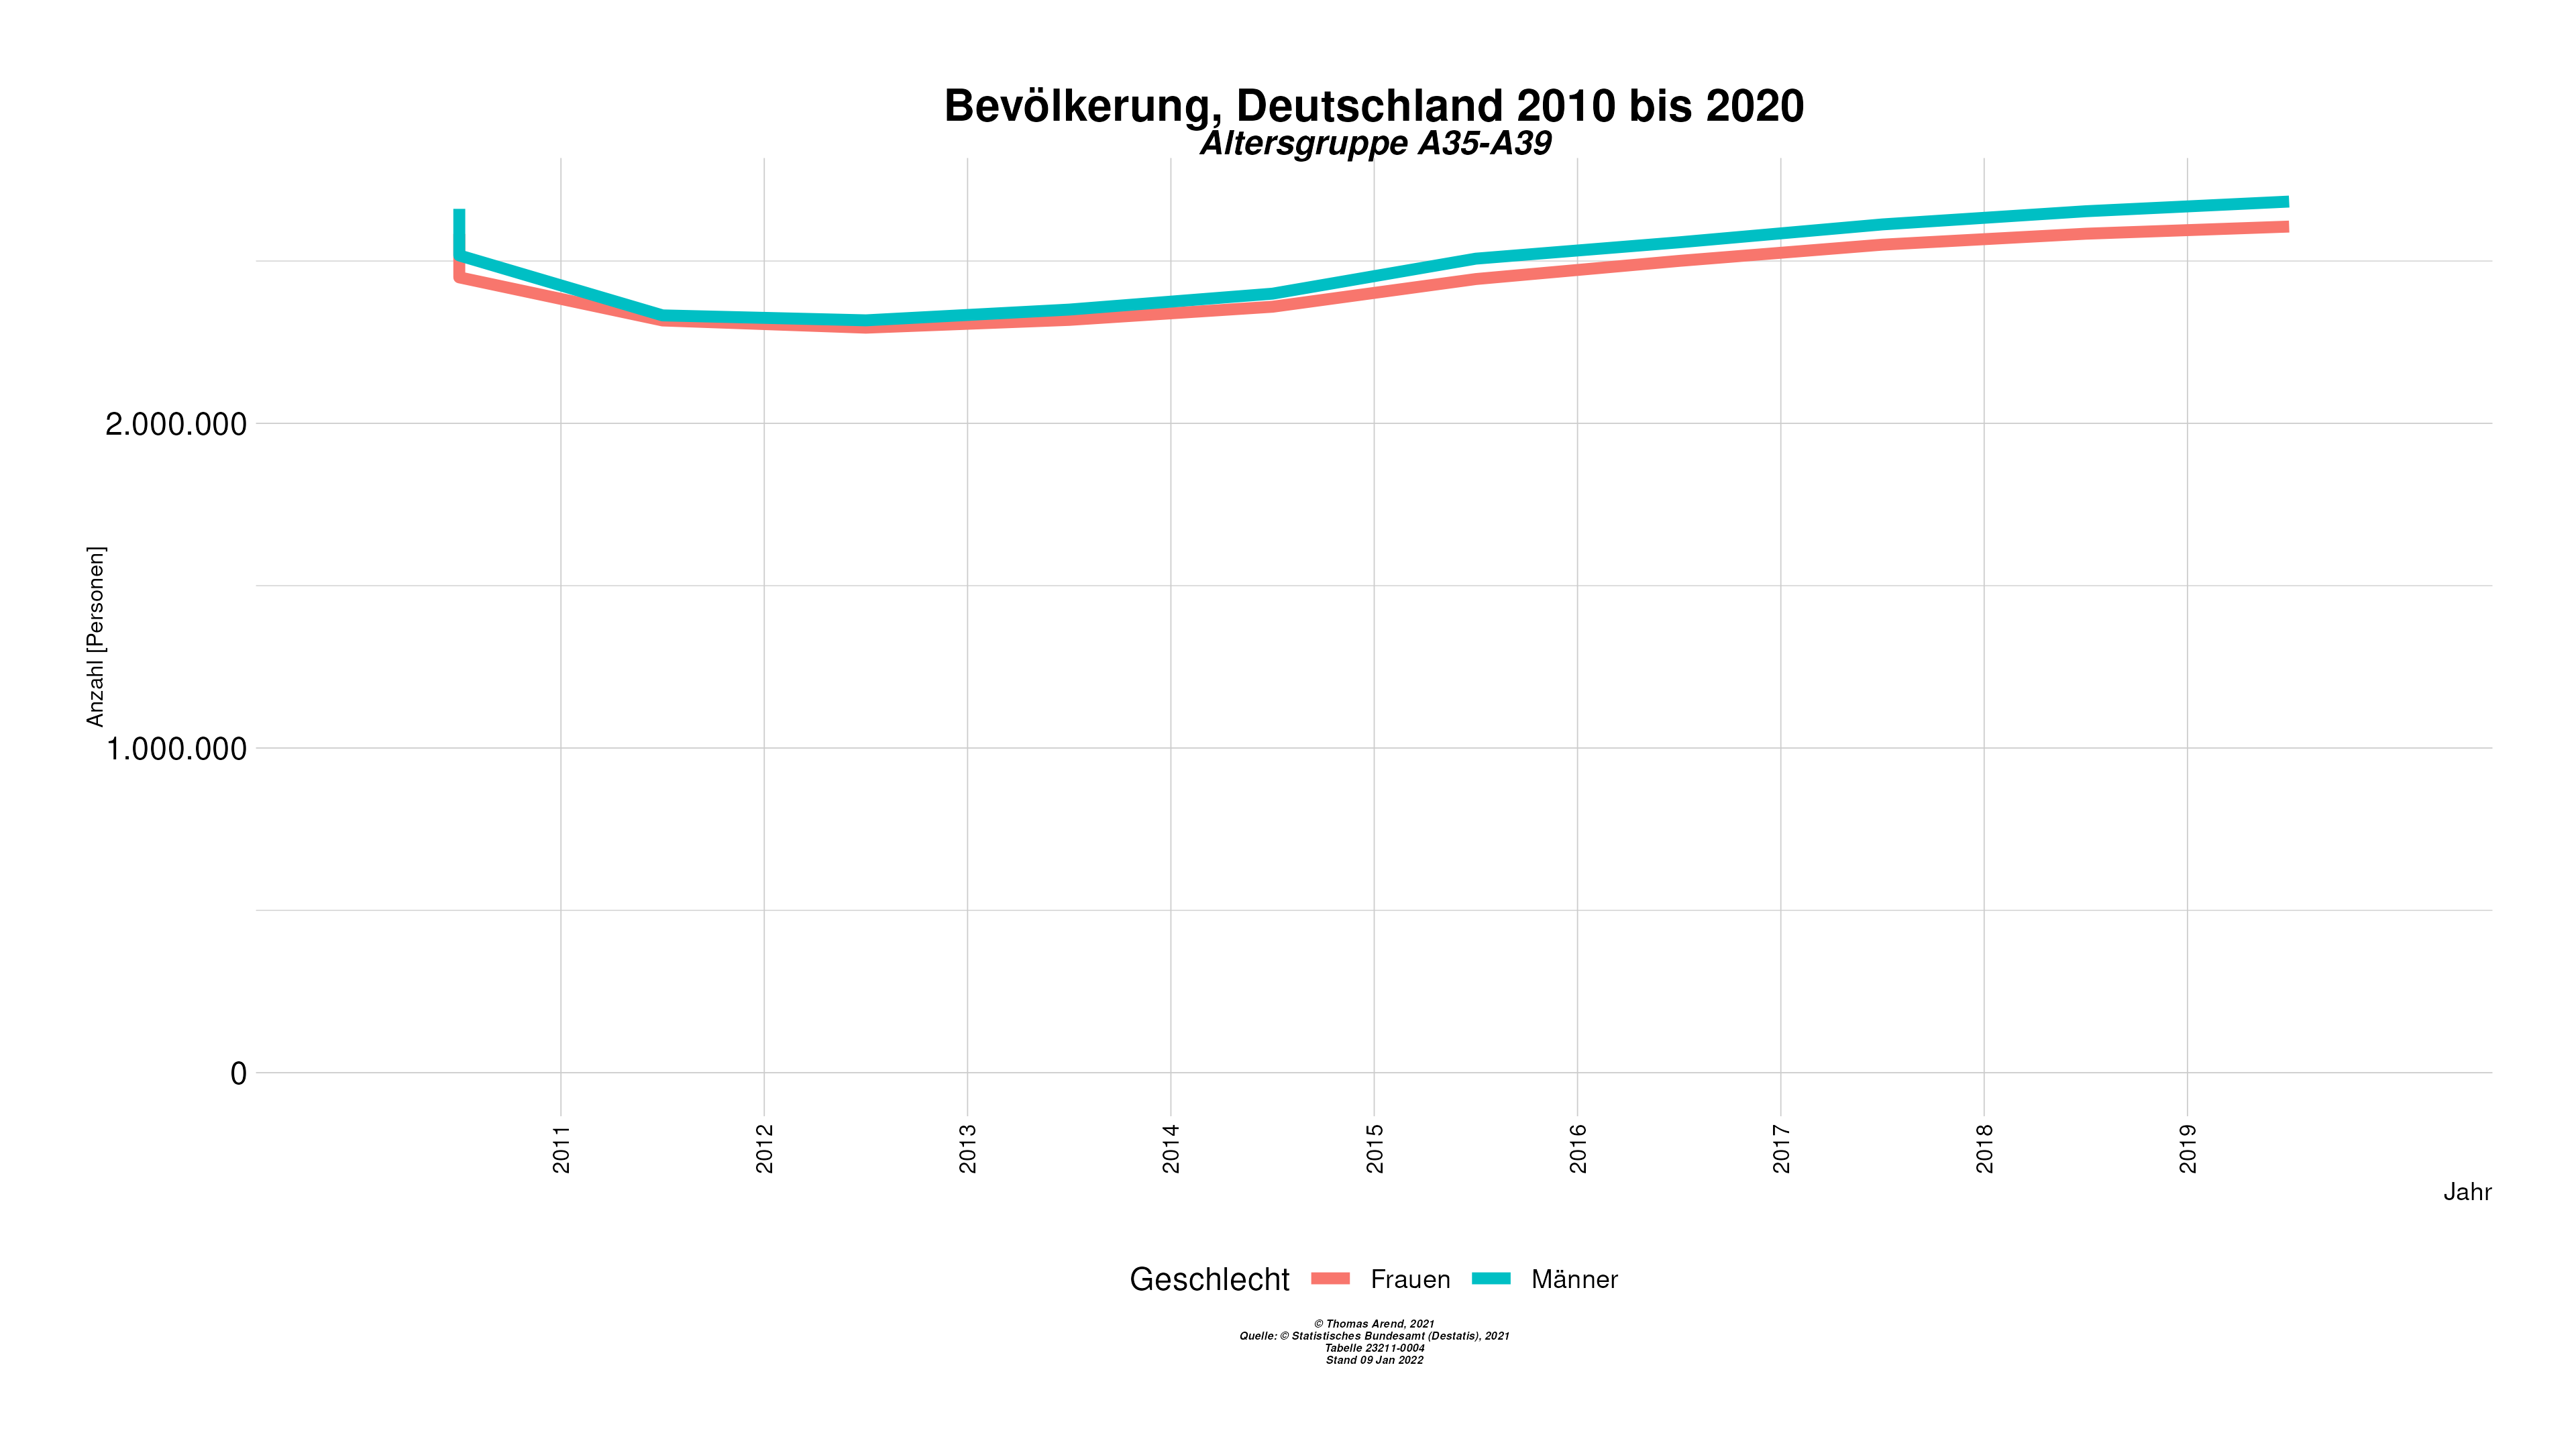 Bevölkerung, Deutschland 2010 bis 2020
Altersgruppe A35-A39
Anzahl [Personen]
2.000.000
1.000.000
0
2011
2012
2013
2014
2015
2016
2017
2018
2019
Jahr
Geschlecht Frauen Männer
© Thomas Arend, 2021
Quelle: © Statistisches Bundesamt (Destatis), 2021
Tabelle 23211-0004
Stand 09 Jan 2022